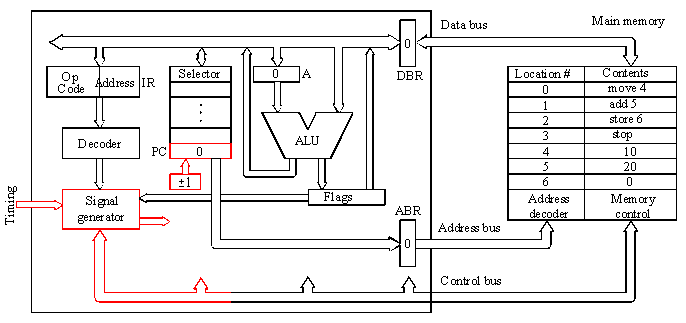 Data bus
Main memory
0
DBR
Op Code
Address
IR
Selector
0
A
Location #
Contents
0
move 4
1
add 5
2
store 6
3
stop
4
10
5
20
6
0
Address decoder
Memory control
Decoder
ALU
PC
0
±1
Timing
Signal generator
Flags
ABR
0
Address bus
Control bus